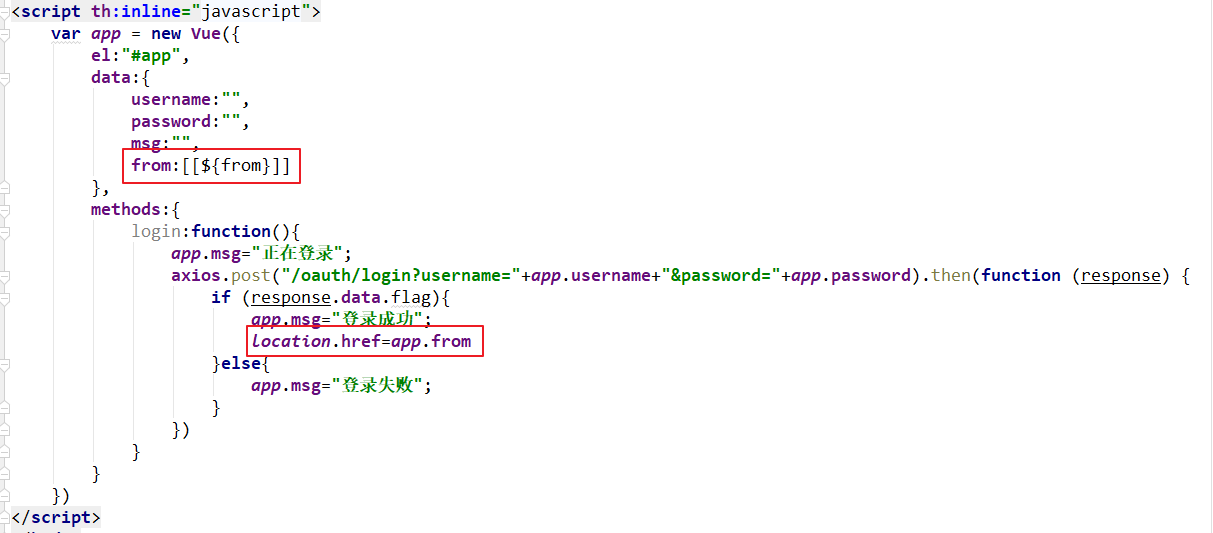 <script th:inline="javascript">
    var app = new Vue({
        el:"#app",
        data:{
            username:"",
            password:"",
            msg:"",
            from:[[${from}]]
        },
        methods:{
            login:function(){
                app.msg="正在登录";
                axios.post("/oauth/login?username="+app.username+"&password="+app.password).then(function (response) {
                    if (response.data.flag){
                        app.msg="登录成功";
                        location.href=app.from
                    }else{
                        app.msg="登录失败";
                    }
                })
            }
        }
    })
</script>